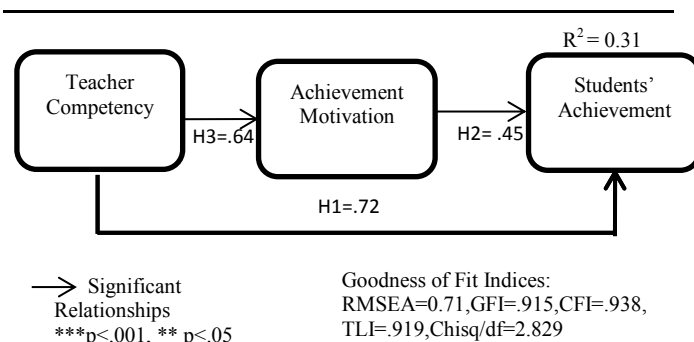 R² = 0.31
Teacher
Competency
Achievement
Motivation
Students’
Achievement
H3=.64
H2= .45
H1=.72
Significant
Relationships
***p<.001, ** p<.05
Goodness of Fit Indices:
RMSEA=0.71,GFI=.915,CFI=.938,
TLI=.919,Chisq/df=2.829